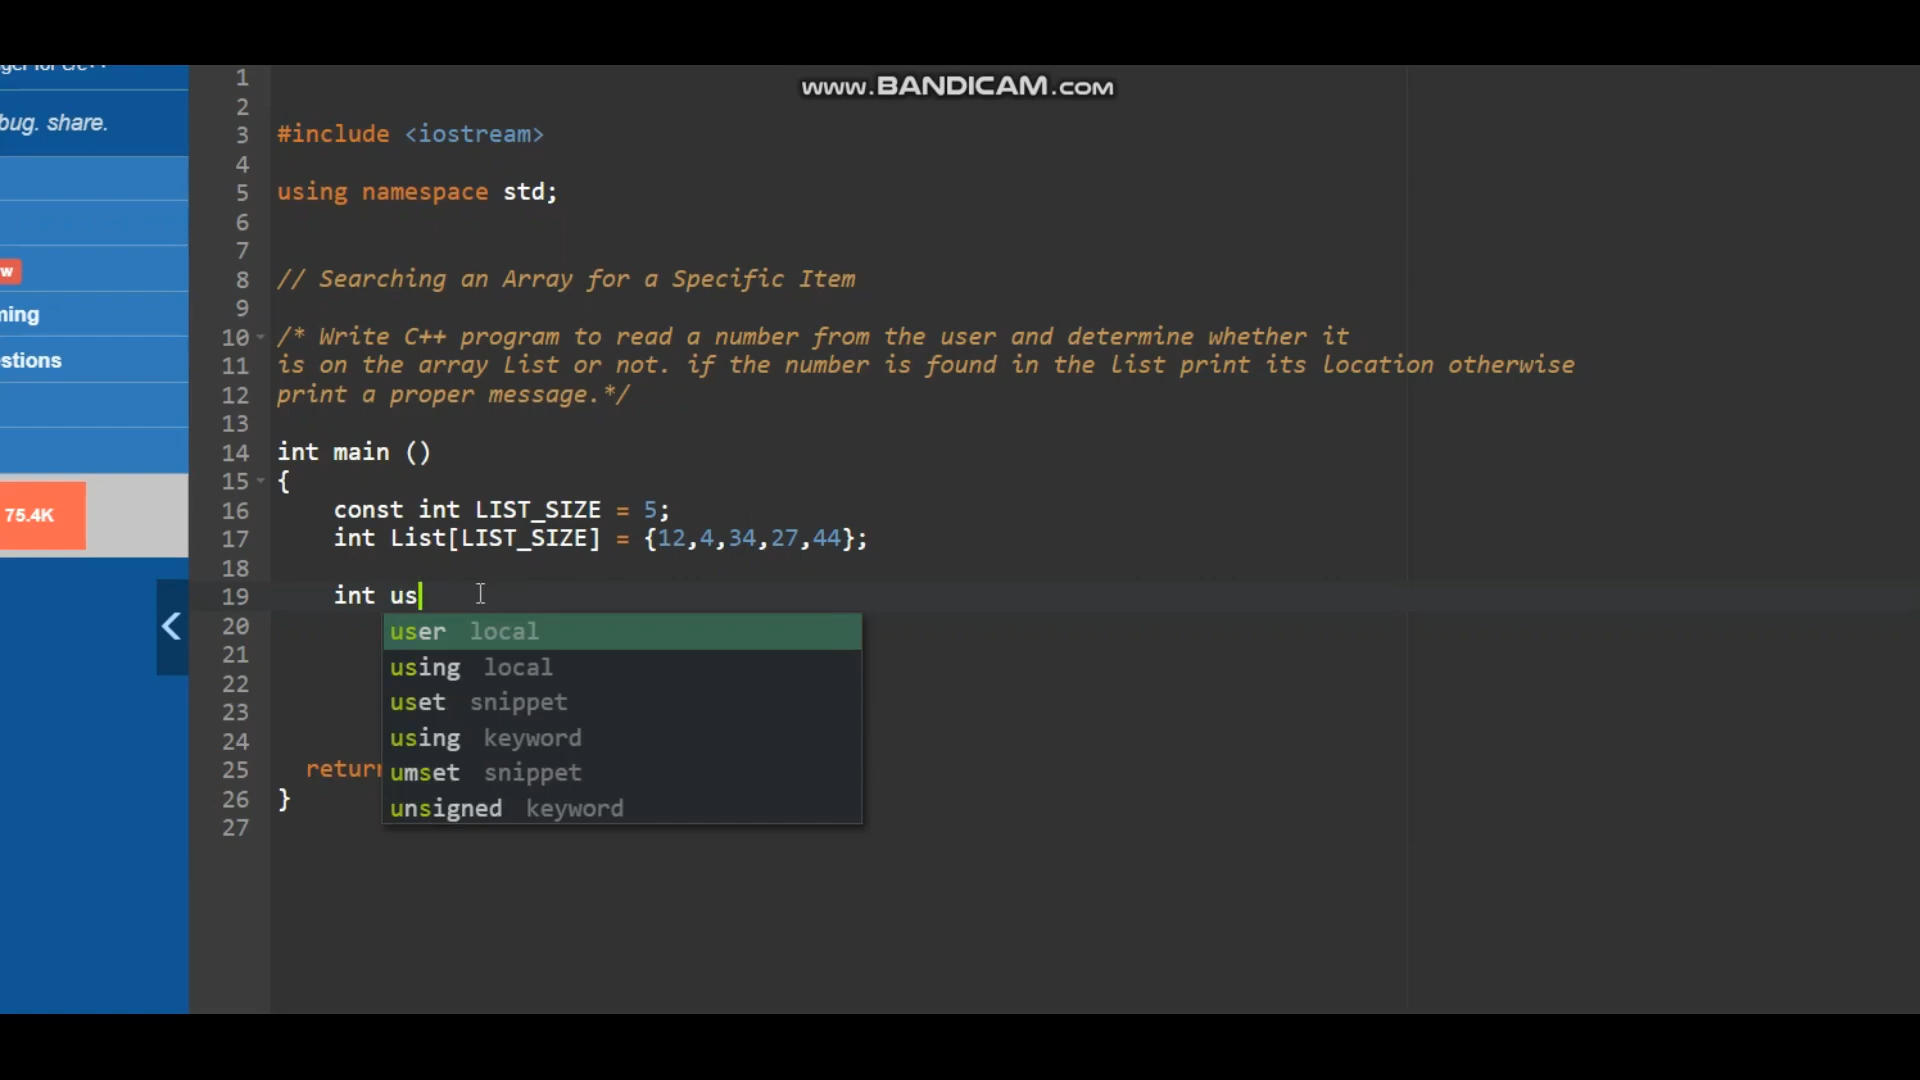 www.BANDICAM.com
bug. share.
w
ming
stions
75.4K
1
2
3 #include <iostream>
4
5 using namespace std;
6
7
8 // Searching an Array for a Specific Item
9
10 /* Write C++ program to read a number from the user and determine whether it
11 is on the array List or not. if the number is found in the list print its location otherwise
12 print a proper message.*/
13
14 int main ()
15 {
16 const int LIST_SIZE = 5;
17 int List[LIST_SIZE] = {12,4,34,27,44};
18
19 int us
20 user local
21 using local
22 uset snippet
23 using keyword
24
25 return umset snippet
26 } unsigned keyword
27